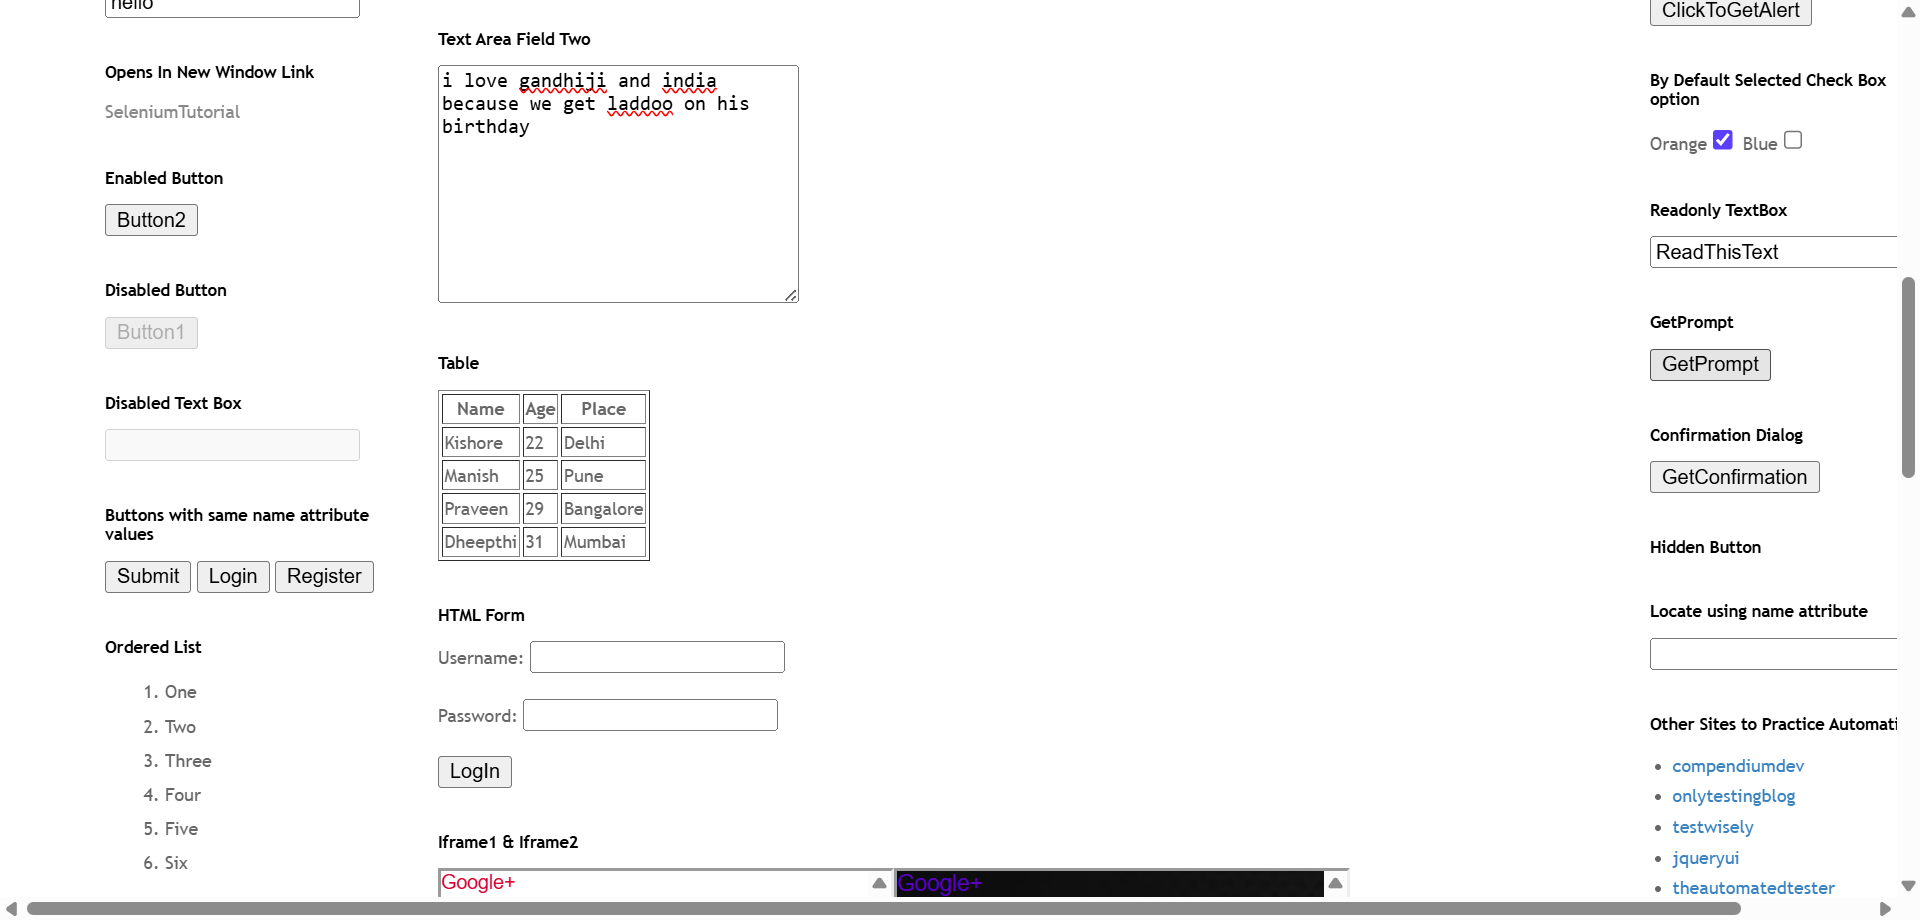 hello
Opens In New Window Link
SeleniumTutorial
Enabled Button
Button2
Disabled Button
Button1
Disabled Text Box
Buttons with same name attribute
values
Submit Login Register
Ordered List
1. One
2. Two
3. Three
4. Four
5. Five
6. Six
Text Area Field Two
i love gandhiji and india
because we get laddoo on his
birthday
Table
Name Age Place
Kishore 22 Delhi
Manish 25 Pune
Praveen 29 Bangalore
Dheepthi 31 Mumbai
HTML Form
Username:
Password:
LogIn
Iframe1 & Iframe2
Google+ Google+
ClickToGetAlert
By Default Selected Check Box
option
Orange Blue
Readonly TextBox
ReadThisText
GetPrompt
GetPrompt
Confirmation Dialog
GetConfirmation
Hidden Button
Locate using name attribute
Other Sites to Practice Automati
compendiumdev
onlytestingblog
testwisely
jqueryui
theautomatedtester